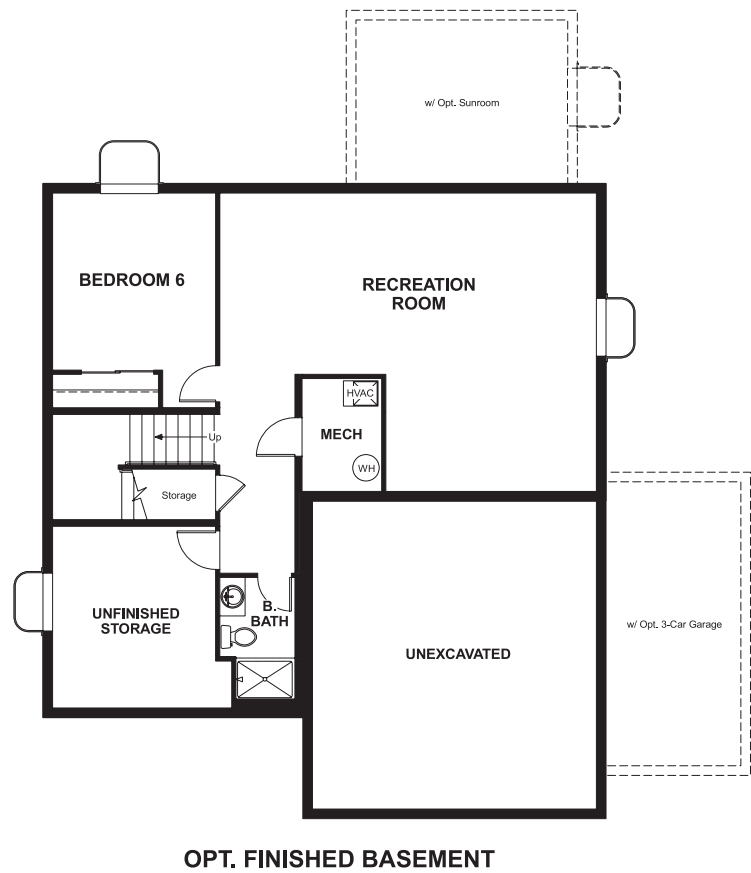 w/ Opt. Sunroom
BEDROOM 6
RECREATION
ROOM
HVAC
MECH
Up
WH
Storage
B.
BATH
UNFINISHED
STORAGE
UNEXCAVATED
w/ Opt. 3-Car Garage
OPT. FINISHED BASEMENT